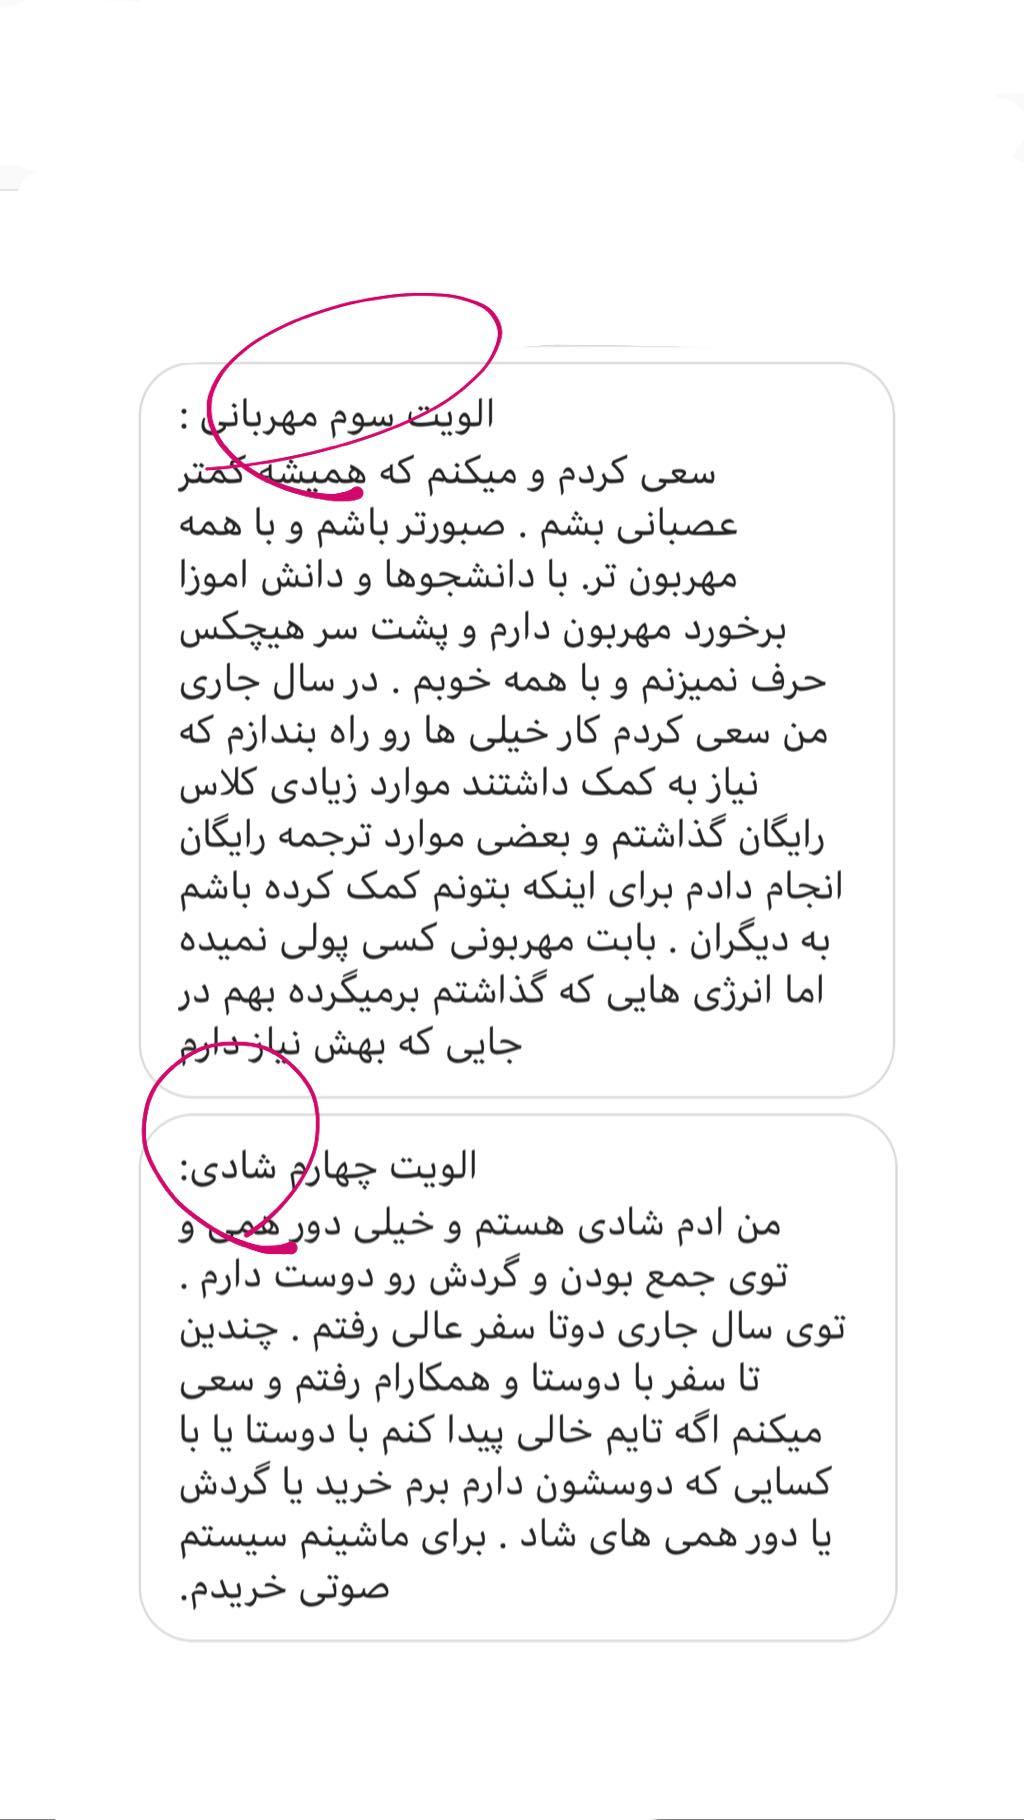 الویت سوم مهربانی :
سعی کردم و میکنم که همیشه کمتر
عصبانی بشم . صبورتر باشم و با همه
مهربون تر. با دانشجوها و دانش اموزا
برخورد مهربون دارم و پشت سر هیچکس
حرف نمیزنم و با همه خوبم . در سال جاری
من سعی کردم کار خیلی ها رو راه بندازم که
نیاز به کمک داشتند موارد زیادی کلاس
رایگان گذاشتم و بعضی موارد ترجمه رایگان
انجام دادم برای اینکه بتونم کمک کرده باشم
به دیگران . بابت مهربونی کسی پولی نمیده
اما انرژی هایی که گذاشتم برمیگرده بهم در
جایی که بهش نیاز دارم
الویت چهارم شادی:
من ادم شادی هستم و خیلی دور همی و
توی جمع بودن و گردش رو دوست دارم .
توی سال جاری دوتا سفر عالی رفتم . چندین
تا سفر با دوستا و همکارام رفتم و سعی
میکنم اگه تایم خالی پیدا کنم با دوستا یا با
کسایی که دوسشون دارم برم خرید یا گردش
یا دور همی های شاد . برای ماشینم سیستم
صوتی خریدم.